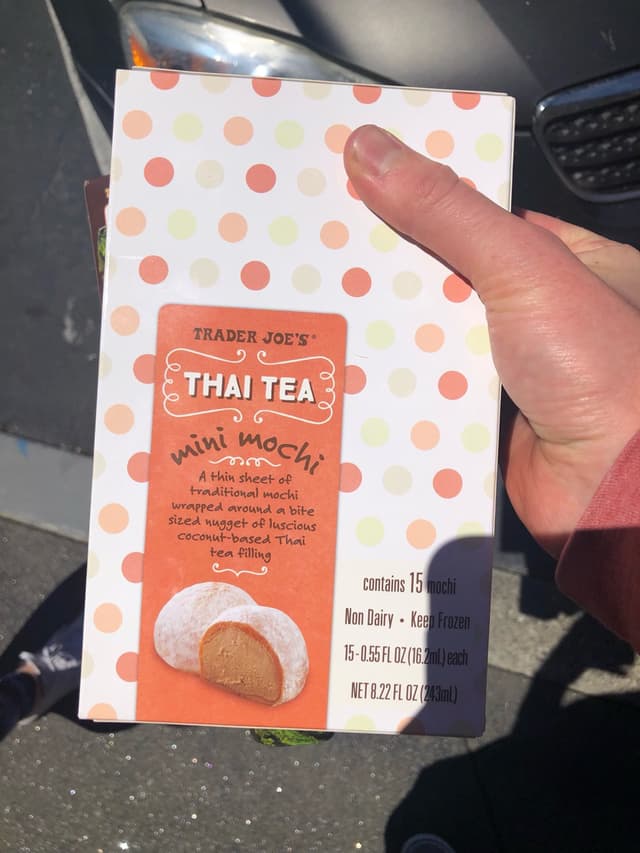 TRADER JOE'S®
THAI TEA
mini mochi
A thin sheet of
traditional mochi
wrapped around a bite
sized nugget of luscious
coconut-based Thai
tea filling
contains 15 mochi
Non Dairy • Keep Frozen
15-0.55 FL OZ (16.2mL) each
NET 8.22 FL OZ (243mL)